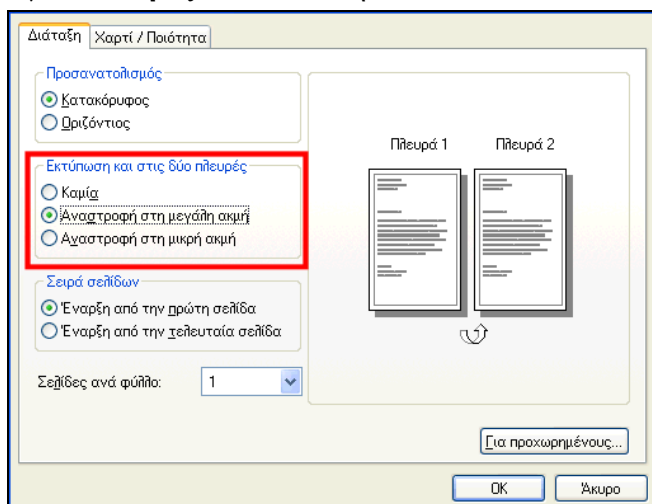 Διάταξη
Χαρτί / Ποιότητα
Προσανατολισμός
Κατακόρυφος
Οριζόντιος
Εκτύπωση και στις δύο πλευρές
Καμία
Αναστροφή στη μεγάλη ακμή
Αναστροφή στη μικρή ακμή
Σειρά σελίδων
Έναρξη από την πρώτη σελίδα
Έναρξη από την τελευταία σελίδα
Σελίδες ανά φύλλο:
1
Πλευρά 1
Πλευρά 2
Για προχωρημένους...
OK
Άκυρο